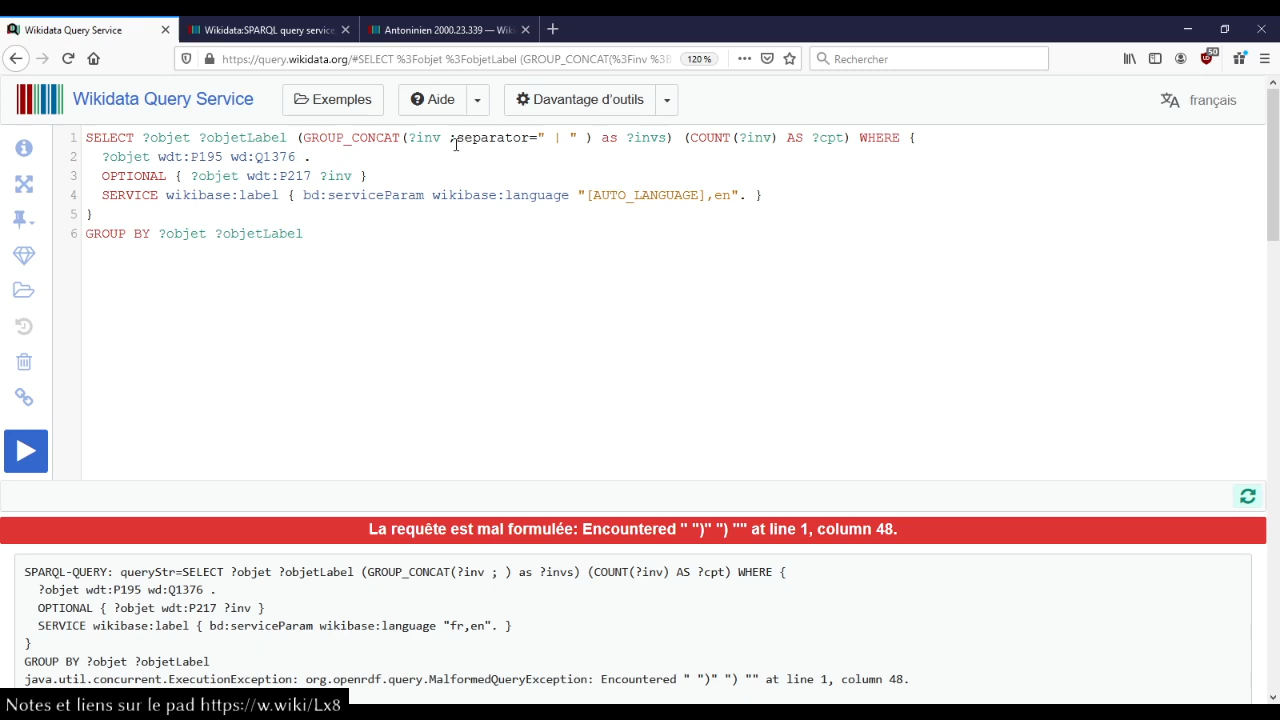 Wikidata Query Service
Wikidata:SPARQL query service
Antoninien 2000.23.339 — Wiki
https://query.wikidata.org/#SELECT %3Fobjet %3FobjetLabel (GROUP_CONCAT(%3Finv %3B
120 %
Rechercher
50
Wikidata Query Service
Exemples
Aide
Davantage d'outils
français
1 SELECT ?objet ?objetLabel (GROUP_CONCAT(?inv ;separator=" | " ) as ?invs) (COUNT(?inv) AS ?cpt) WHERE {
2 ?objet wdt:P195 wd:Q1376 .
3 OPTIONAL { ?objet wdt:P217 ?inv }
4 SERVICE wikibase:label { bd:serviceParam wikibase:language "[AUTO_LANGUAGE],en". }
5 }
6 GROUP BY ?objet ?objetLabel
La requête est mal formulée: Encountered " ")" ") "" at line 1, column 48.
SPARQL-QUERY: queryStr=SELECT ?objet ?objetLabel (GROUP_CONCAT(?inv ; ) as ?invs) (COUNT(?inv) AS ?cpt) WHERE {
?objet wdt:P195 wd:Q1376 .
OPTIONAL { ?objet wdt:P217 ?inv }
SERVICE wikibase:label { bd:serviceParam wikibase:language "fr,en". }
}
GROUP BY ?objet ?objetLabel
java.util.concurrent.ExecutionException: org.openrdf.query.MalformedQueryException: Encountered " ")" ") "" at line 1, column 48.
Notes et liens sur le pad https://w.wiki/Lx8